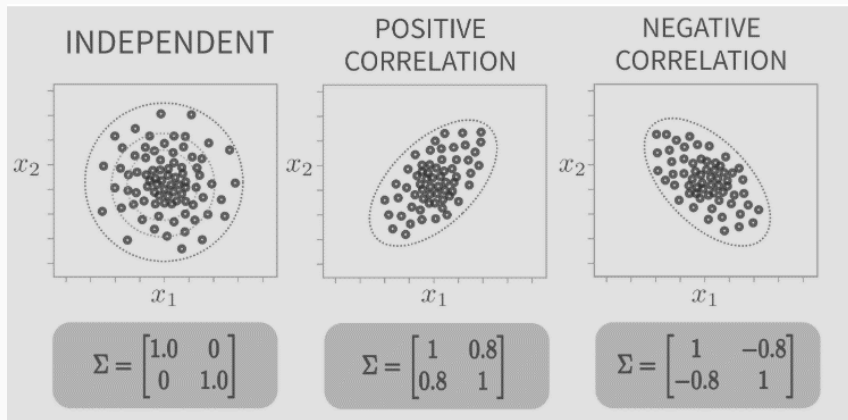 INDEPENDENT
POSITIVE
CORRELATION
NEGATIVE
CORRELATION
x₂
x₁
x₂
x₁
x₂
x₁
Σ = [1.0 0
0 1.0]
Σ = [1 0.8
0.8 1]
Σ = [1 −0.8
−0.8 1]